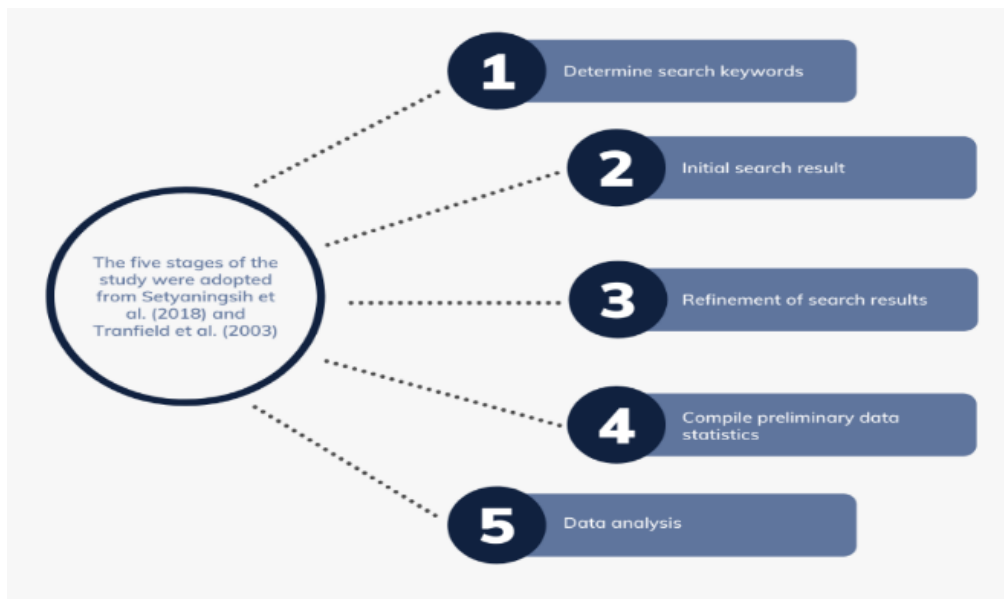 1
Determine search keywords
2
Initial search result
The five stages of the
study were adopted
from Setyaningsih et
al. (2018) and
Tranfield et al. (2003)
3
Refinement of search results
4
Compile preliminary data
statistics
5
Data analysis